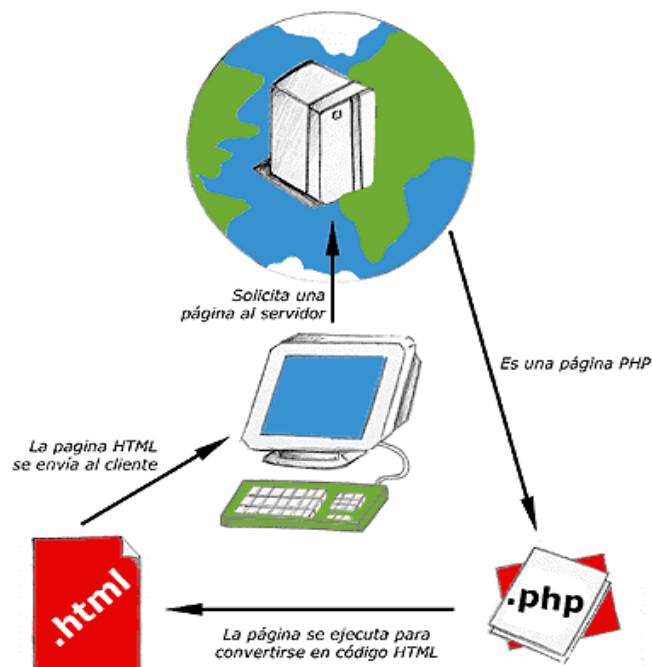 Solicita una
página al servidor
Es una página PHP
La pagina HTML
se envía al cliente
.html
.php
La página se ejecuta para
convertirse en código HTML